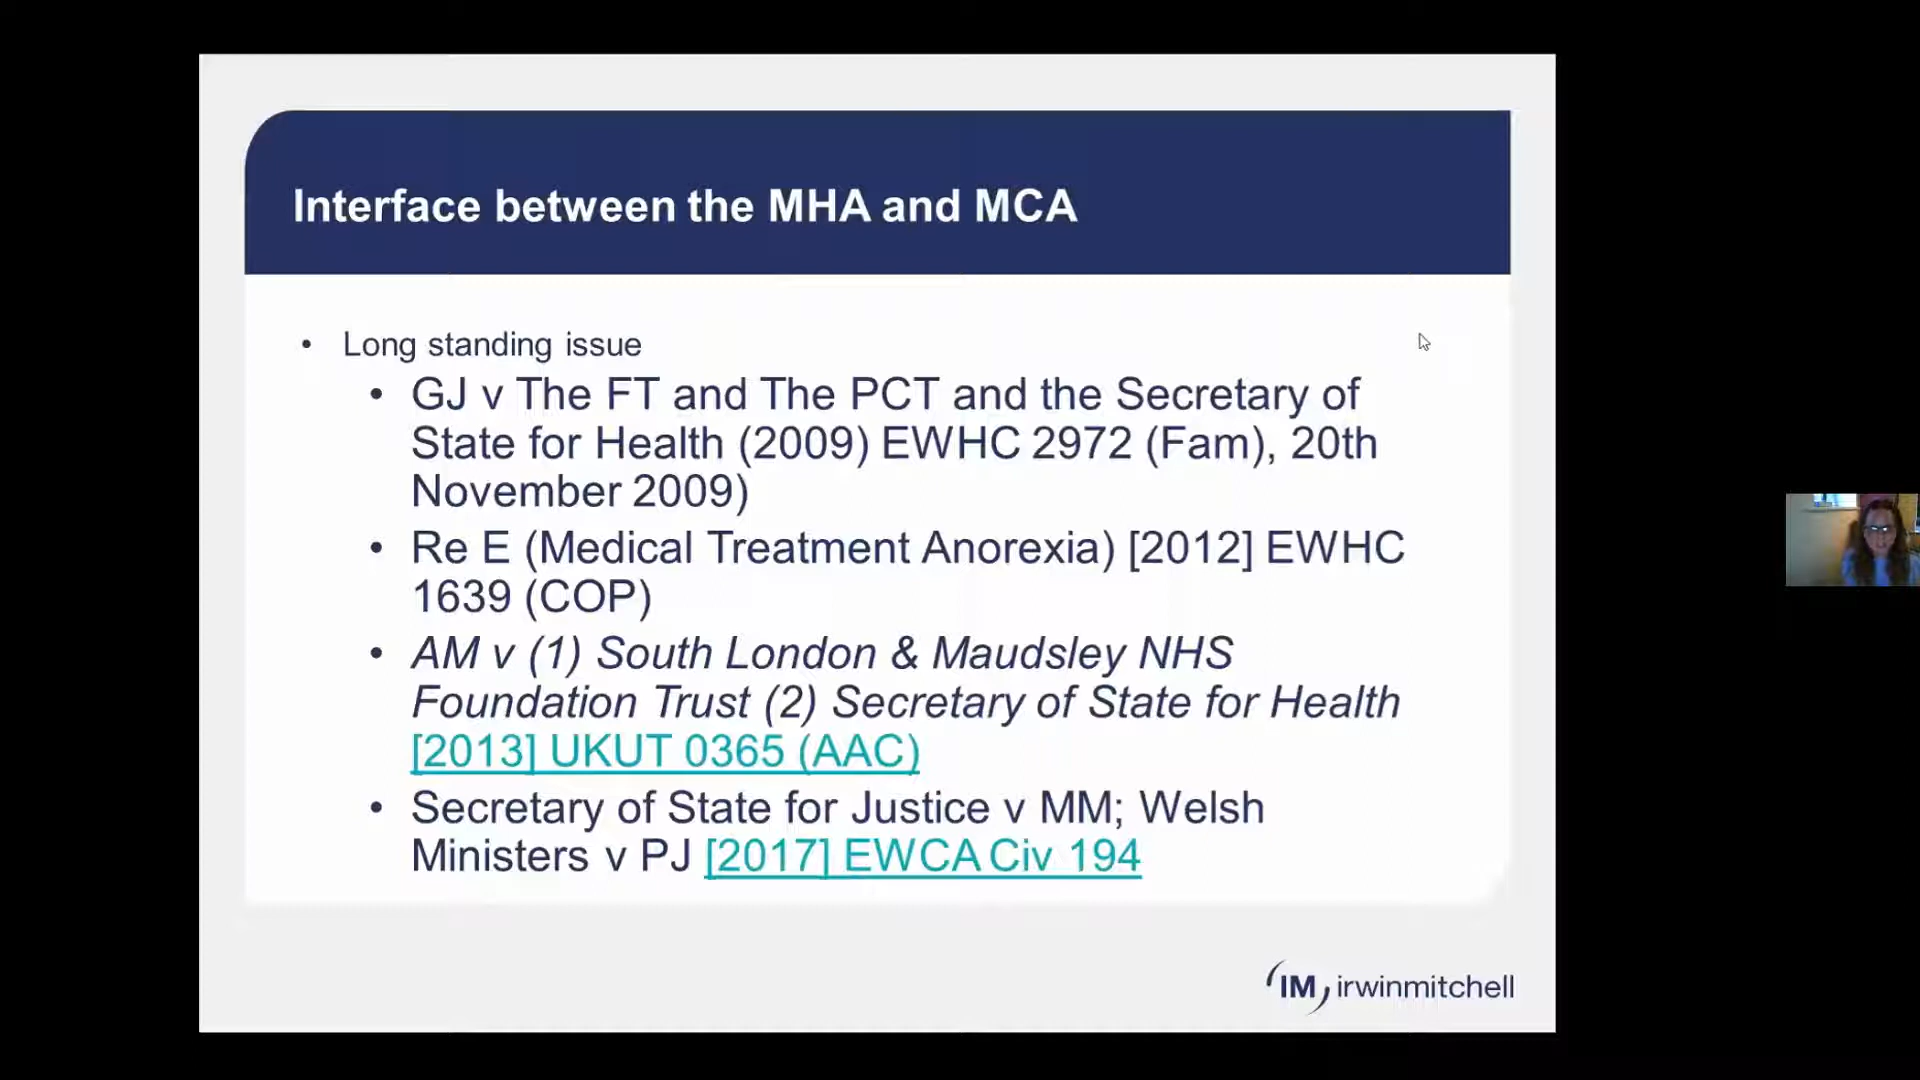 Interface between the MHA and MCA
• Long standing issue
• GJ v The FT and The PCT and the Secretary of
State for Health (2009) EWHC 2972 (Fam), 20th
November 2009)
• Re E (Medical Treatment Anorexia) [2012] EWHC
1639 (COP)
• AM v (1) South London & Maudsley NHS
Foundation Trust (2) Secretary of State for Health
[2013] UKUT 0365 (AAC)
• Secretary of State for Justice v MM; Welsh
Ministers v PJ [2017] EWCA Civ 194
IM irwinmitchell